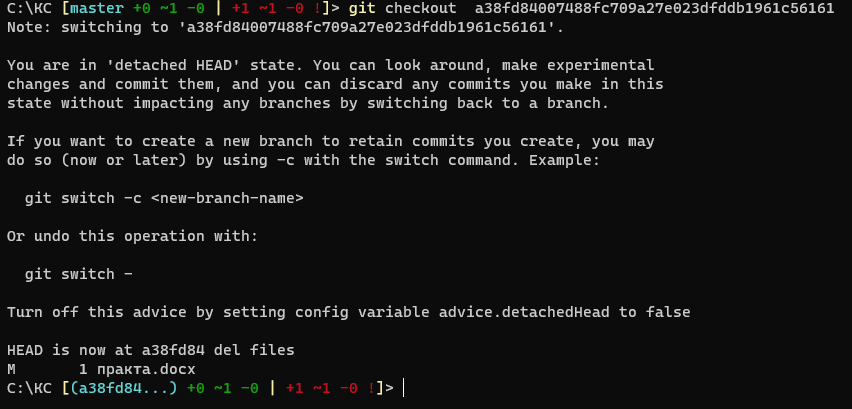 C:\KC [master +0 ~1 -0 | +1 ~1 -0 !]> git checkout  a38fd84007488fc709a27e023dfddb1961c56161
Note: switching to 'a38fd84007488fc709a27e023dfddb1961c56161'.
You are in 'detached HEAD' state. You can look around, make experimental
changes and commit them, and you can discard any commits you make in this
state without impacting any branches by switching back to a branch.
If you want to create a new branch to retain commits you create, you may
do so (now or later) by using -c with the switch command. Example:
git switch -c <new-branch-name>
Or undo this operation with:
git switch -
Turn off this advice by setting config variable advice.detachedHead to false
HEAD is now at a38fd84 del files
M       1 практа.docx
C:\KC [(a38fd84...) +0 ~1 -0 | +1 ~1 -0 !]>